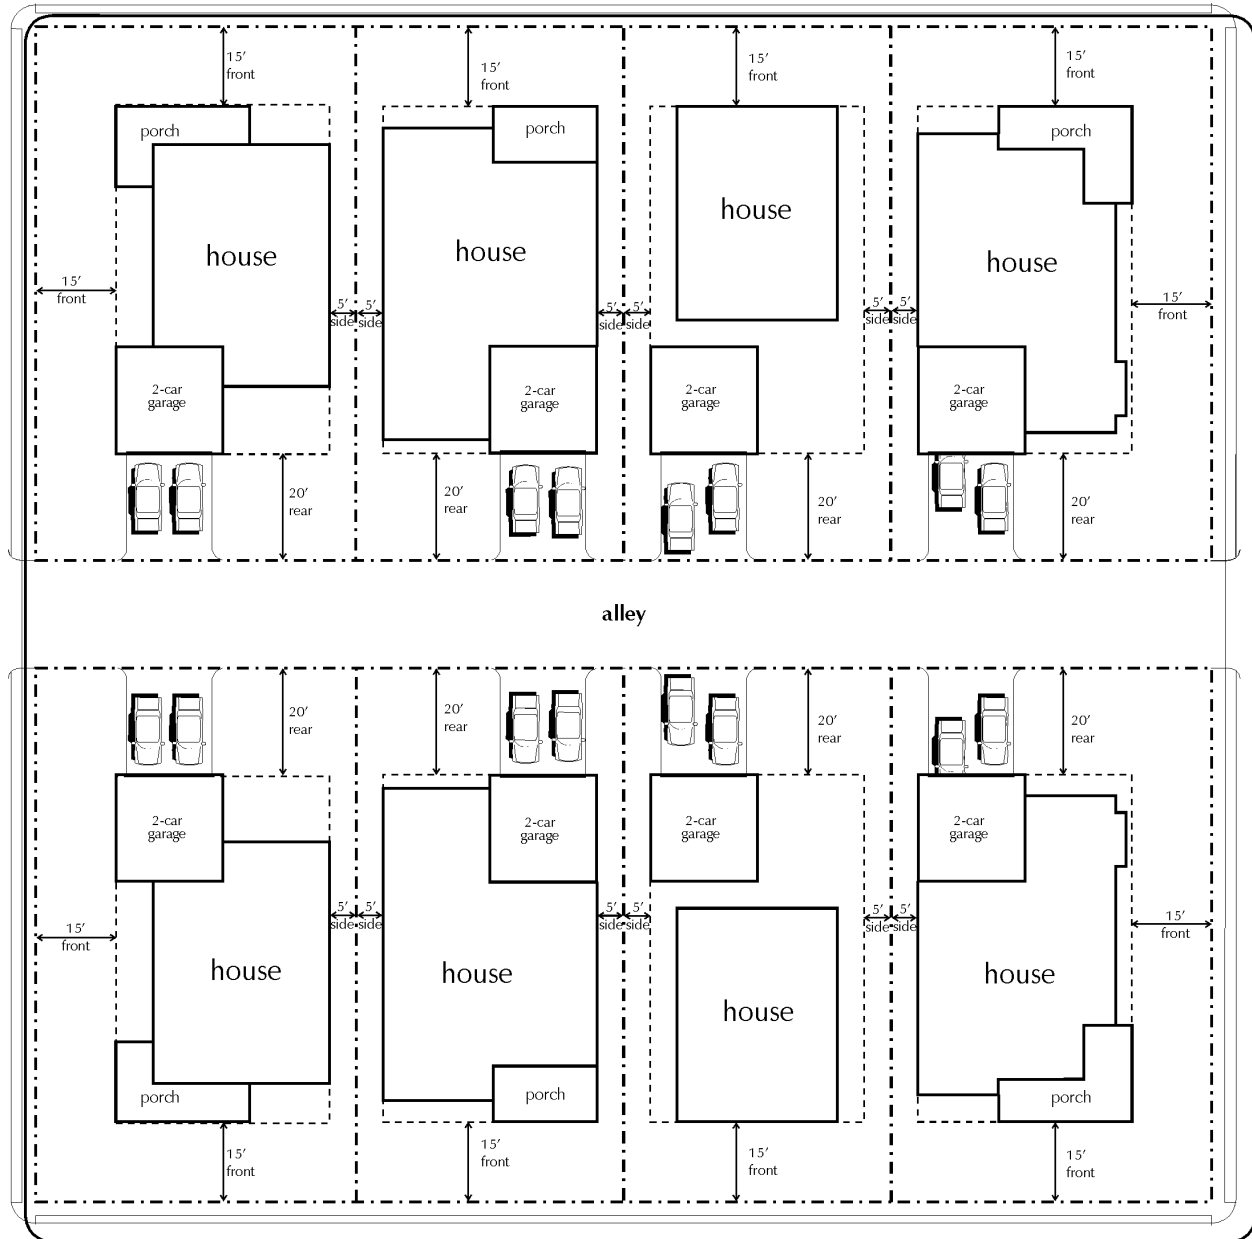 15′
front
15′
front
15′
front
15′
front
porch
porch
porch
house
house
house
house
15′
front
5′
side
5′
side
5′
side
5′
side
5′
side
5′
side
15′
front
2-car
garage
2-car
garage
2-car
garage
2-car
garage
20′
rear
20′
rear
20′
rear
20′
rear
alley
20′
rear
20′
rear
20′
rear
20′
rear
2-car
garage
2-car
garage
2-car
garage
2-car
garage
15′
front
5′
side
5′
side
5′
side
5′
side
5′
side
5′
side
15′
front
house
house
house
house
porch
porch
porch
15′
front
15′
front
15′
front
15′
front